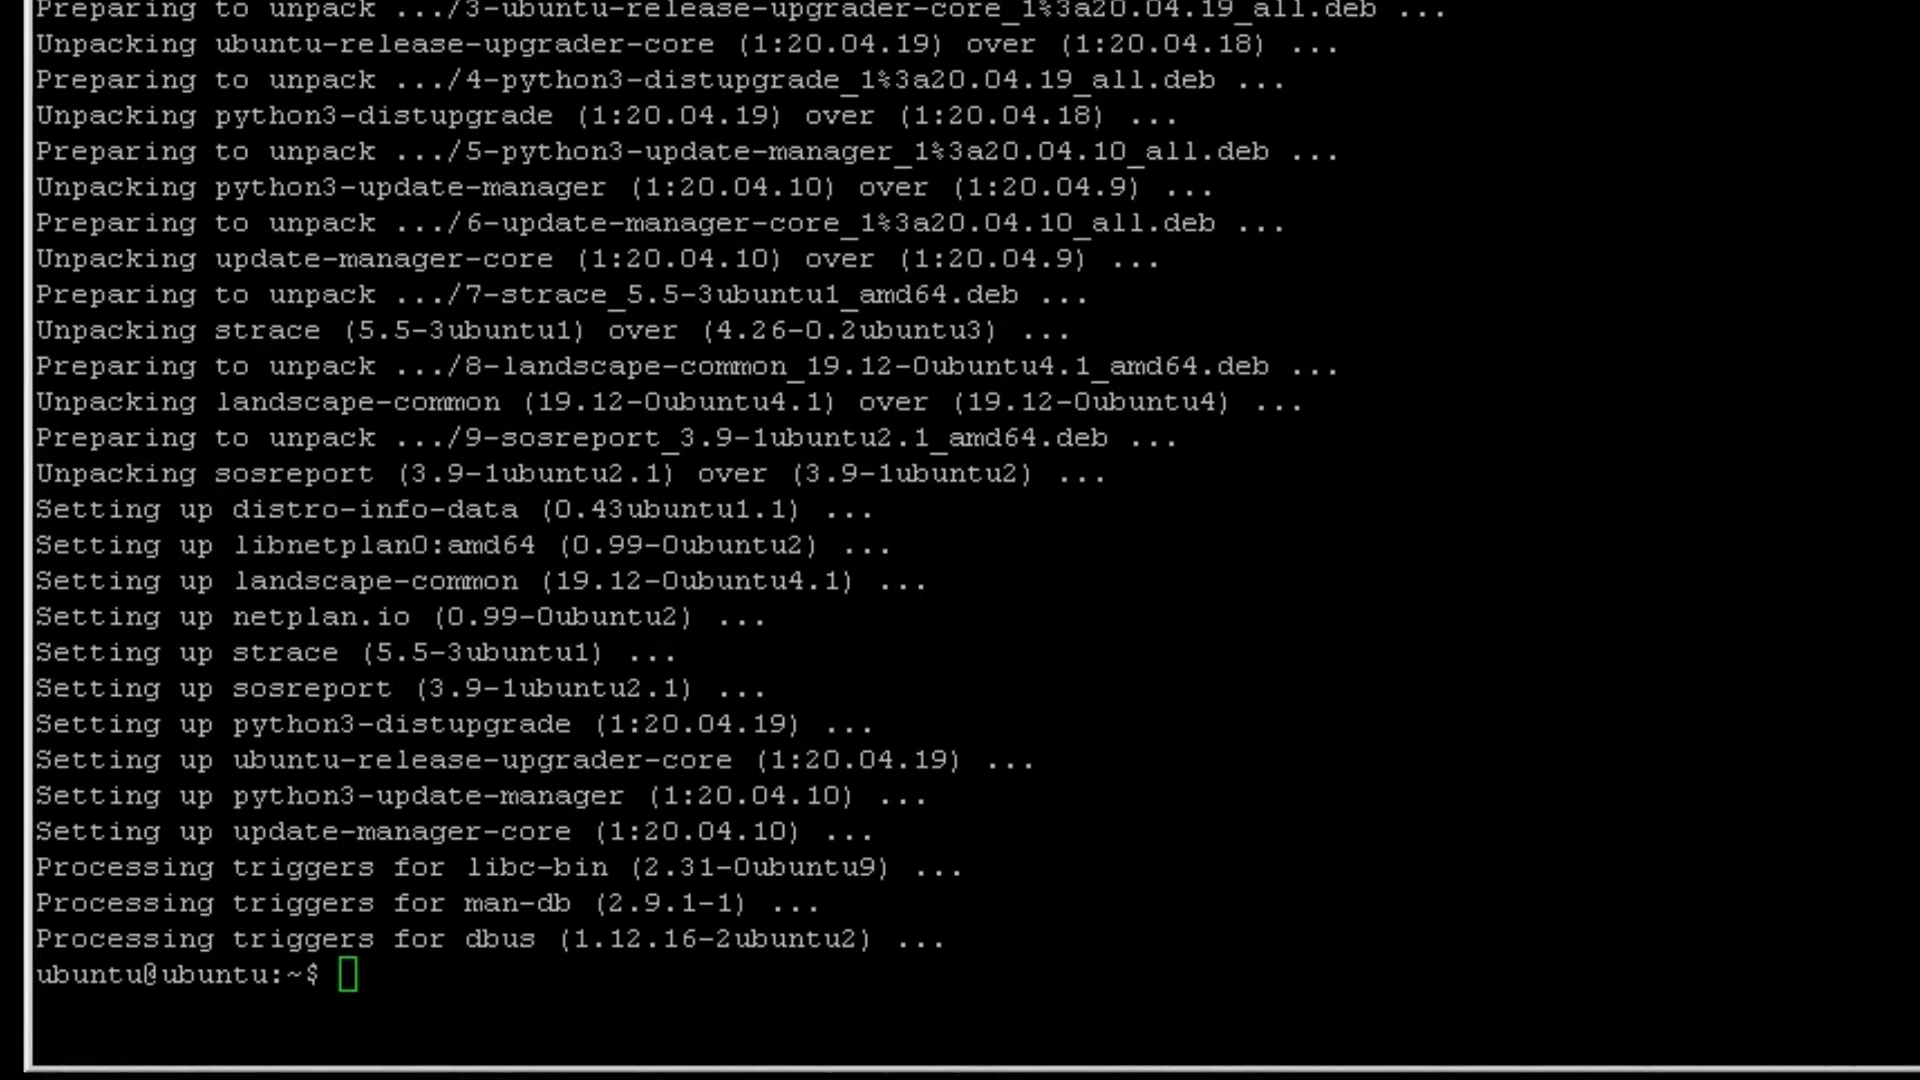 Preparing to unpack .../3-ubuntu-release-upgrader-core_1%3a20.04.19_all.deb ...
Unpacking ubuntu-release-upgrader-core (1:20.04.19) over (1:20.04.18) ...
Preparing to unpack .../4-python3-distupgrade_1%3a20.04.19_all.deb ...
Unpacking python3-distupgrade (1:20.04.19) over (1:20.04.18) ...
Preparing to unpack .../5-python3-update-manager_1%3a20.04.10_all.deb ...
Unpacking python3-update-manager (1:20.04.10) over (1:20.04.9) ...
Preparing to unpack .../6-update-manager-core_1%3a20.04.10_all.deb ...
Unpacking update-manager-core (1:20.04.10) over (1:20.04.9) ...
Preparing to unpack .../7-strace_5.5-3ubuntu1_amd64.deb ...
Unpacking strace (5.5-3ubuntu1) over (4.26-0.2ubuntu3) ...
Preparing to unpack .../8-landscape-common_19.12-0ubuntu4.1_amd64.deb ...
Unpacking landscape-common (19.12-0ubuntu4.1) over (19.12-0ubuntu4) ...
Preparing to unpack .../9-sosreport_3.9-1ubuntu2.1_amd64.deb ...
Unpacking sosreport (3.9-1ubuntu2.1) over (3.9-1ubuntu2) ...
Setting up distro-info-data (0.43ubuntu1.1) ...
Setting up libnetplan0:amd64 (0.99-0ubuntu2) ...
Setting up landscape-common (19.12-0ubuntu4.1) ...
Setting up netplan.io (0.99-0ubuntu2) ...
Setting up strace (5.5-3ubuntu1) ...
Setting up sosreport (3.9-1ubuntu2.1) ...
Setting up python3-distupgrade (1:20.04.19) ...
Setting up ubuntu-release-upgrader-core (1:20.04.19) ...
Setting up python3-update-manager (1:20.04.10) ...
Setting up update-manager-core (1:20.04.10) ...
Processing triggers for libc-bin (2.31-0ubuntu9) ...
Processing triggers for man-db (2.9.1-1) ...
Processing triggers for dbus (1.12.16-2ubuntu2) ...
ubuntu@ubuntu:~$